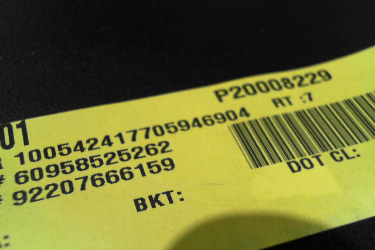 P20008229
01
RT :7
100542417705946904
# 60958525262
# 92207666159
DOT CL:
BKT: